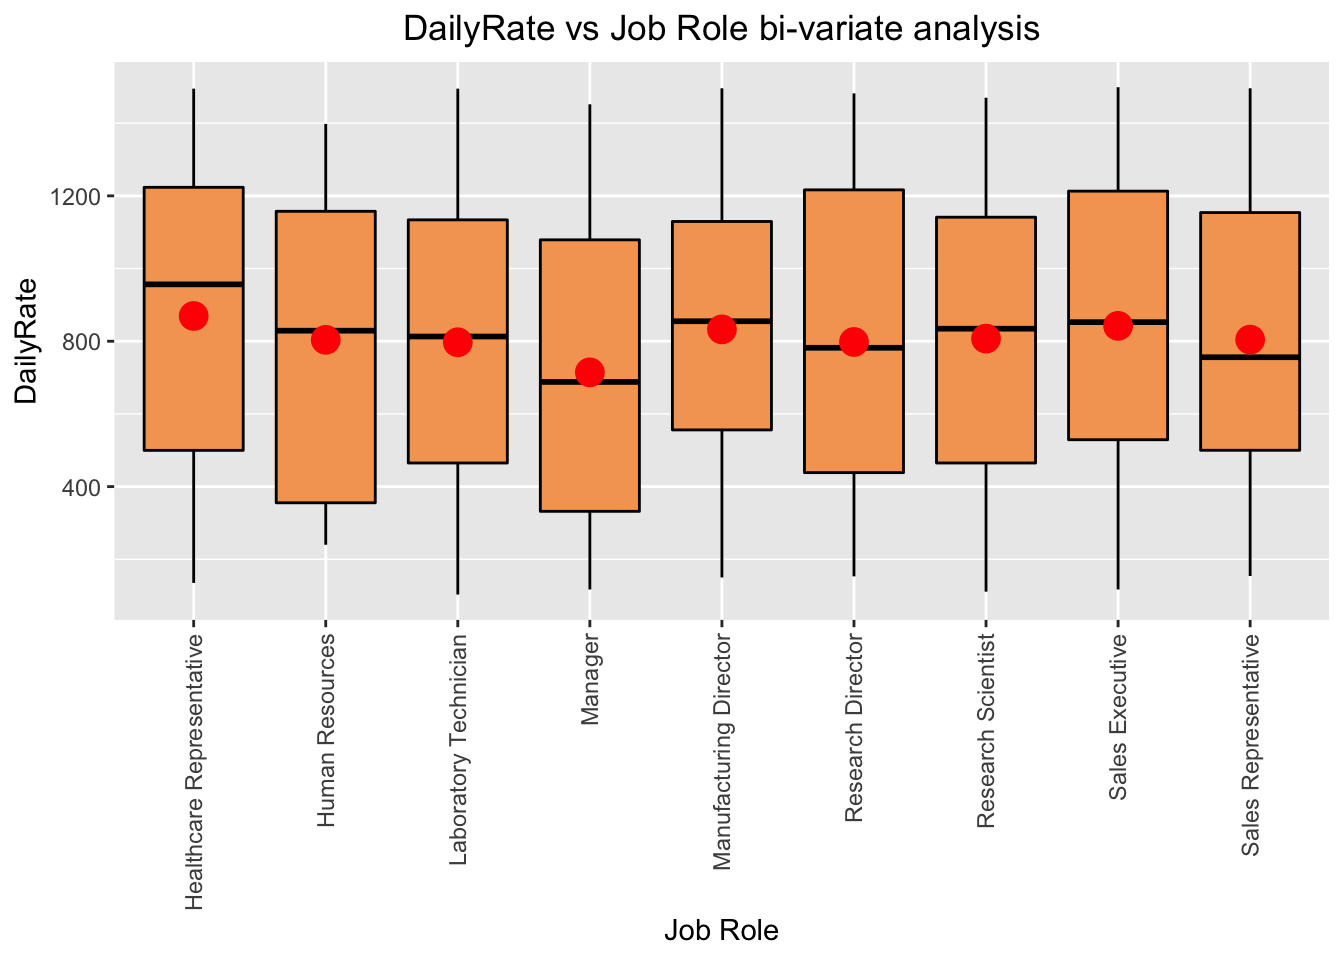 DailyRate vs Job Role bi-variate analysis
DailyRate
1200
800
400
Healthcare Representative
Human Resources
Laboratory Technician
Manager
Manufacturing Director
Research Director
Research Scientist
Sales Executive
Sales Representative
Job Role